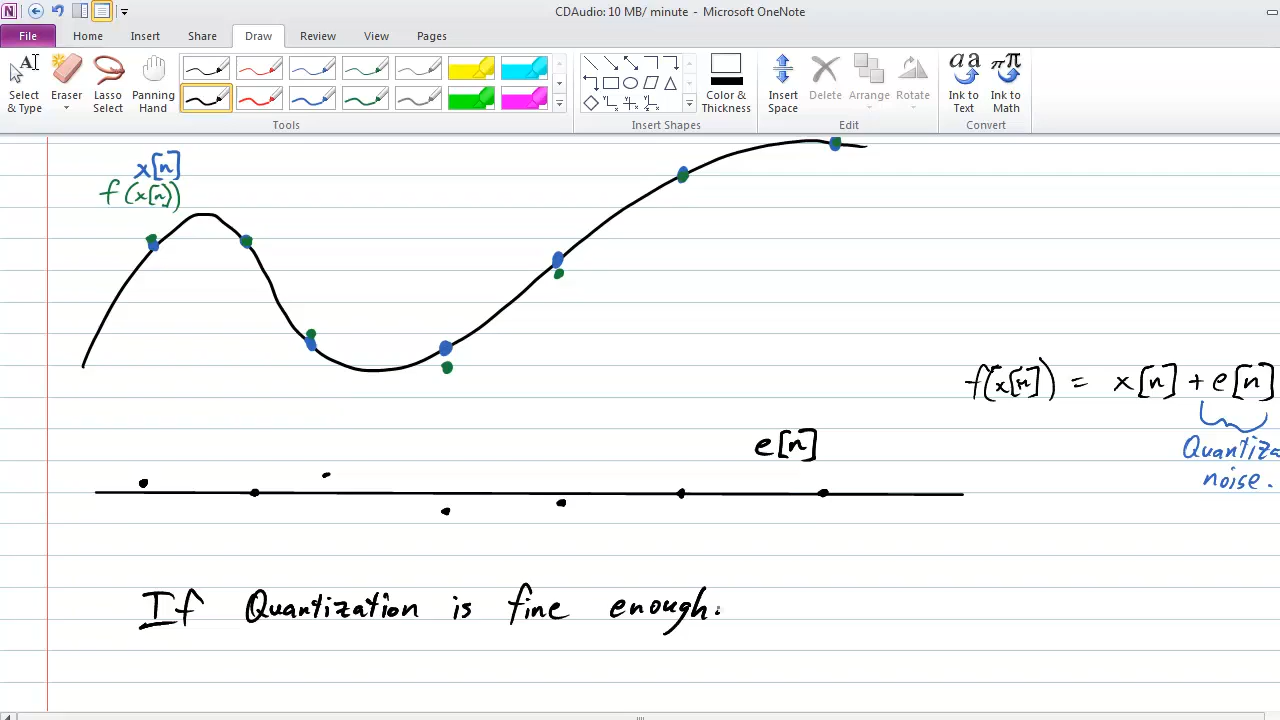 CDAudio: 10 MB/ minute - Microsoft OneNote
File Home Insert Share Draw Review View Pages
Select & Type
Eraser
Lasso Select
Panning Hand
Color & Thickness
Insert Space
Delete
Arrange
Rotate
Ink to Text
Ink to Math
Tools
Insert Shapes
Edit
Convert
x[n]
f(x[n])
f(x[n]) = x[n] + e[n]
Quantiza
noise.
e[n]
If Quantization is fine enough.